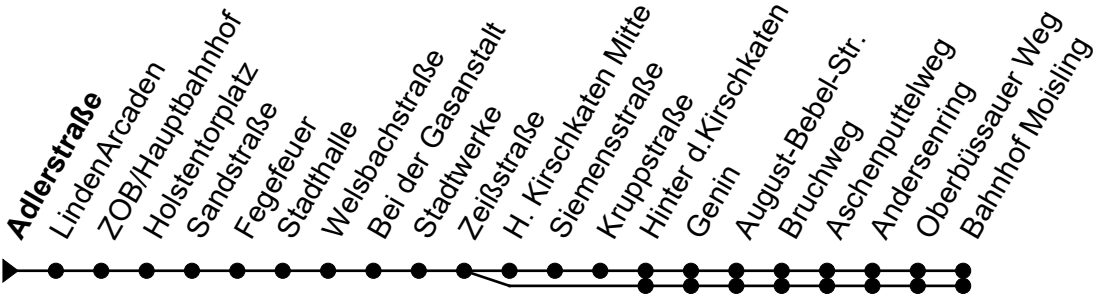 Adlerstraße
LindenArcaden
ZOB/Hauptbahnhof
Holstentorplatz
Sandstraße
Fegefeuer
Stadthalle
Welsbachstraße
Bei der Gasanstalt
Stadtwerke
Zeißstraße
H. Kirschkaten Mitte
Siemensstraße
Kruppstraße
Hinter d.Kirschkaten
Genin
August-Bebel-Str.
Bruchweg
Aschenputtelweg
Andersenring
Oberbüssauer Weg
Bahnhof Moisling